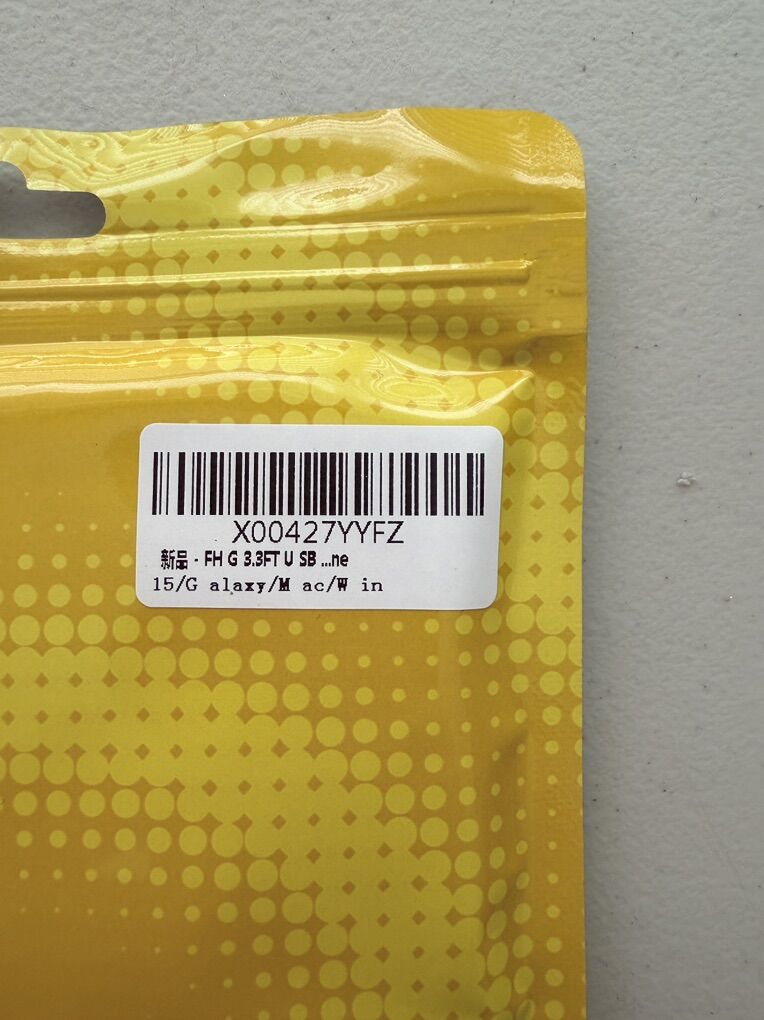 X00427YYFZ
新品 - FH G 3.3FT U SB ...ne
15/G alaxy/M ac/W in